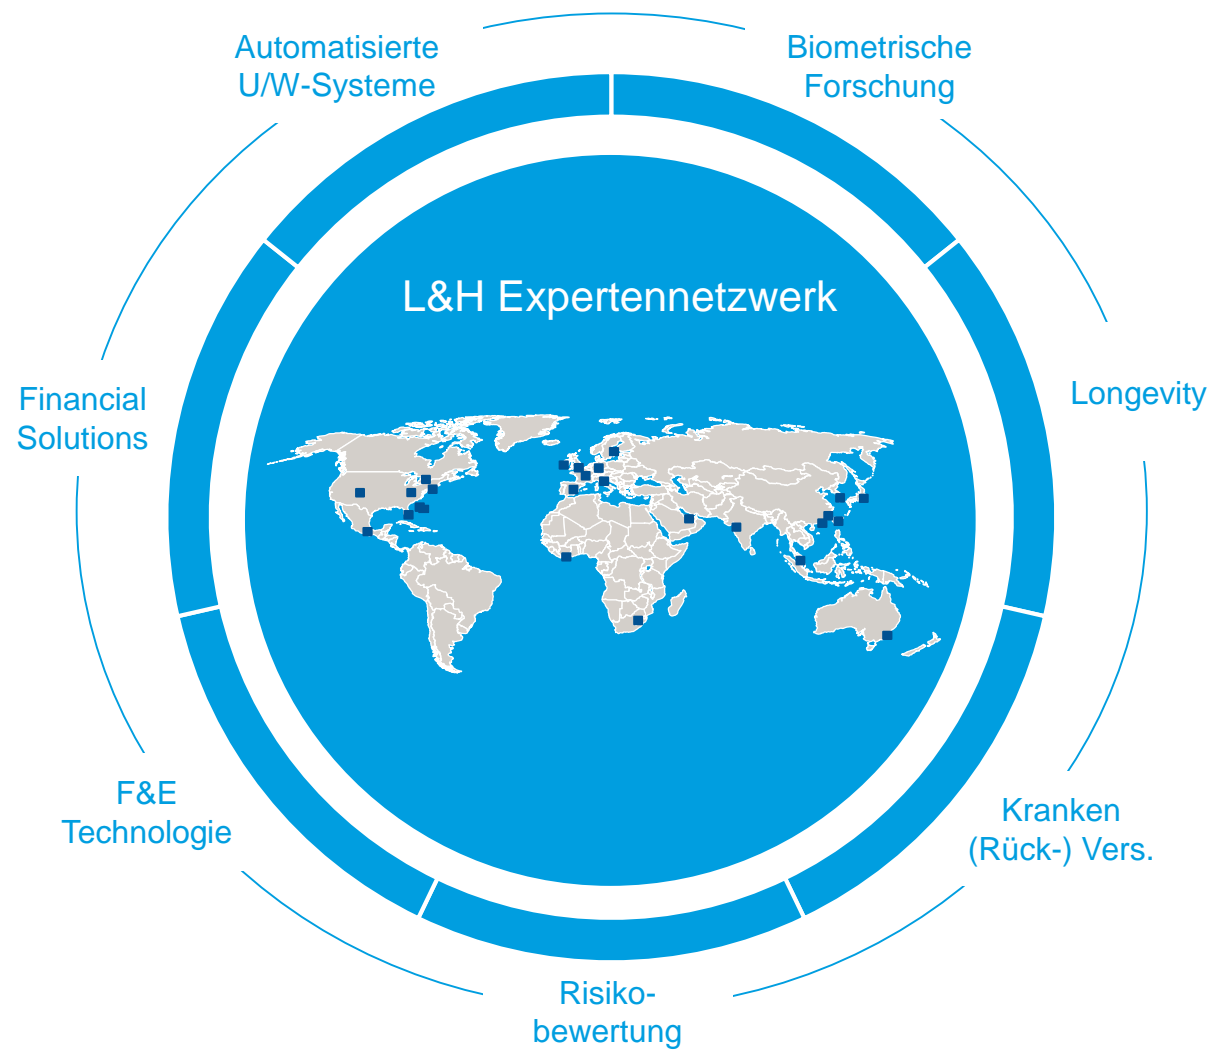 Automatisierte
U/W-Systeme
Biometrische
Forschung
L&H Expertennetzwerk
Financial
Solutions
Longevity
F&E
Technologie
Kranken
(Rück-) Vers.
Risiko-
bewertung